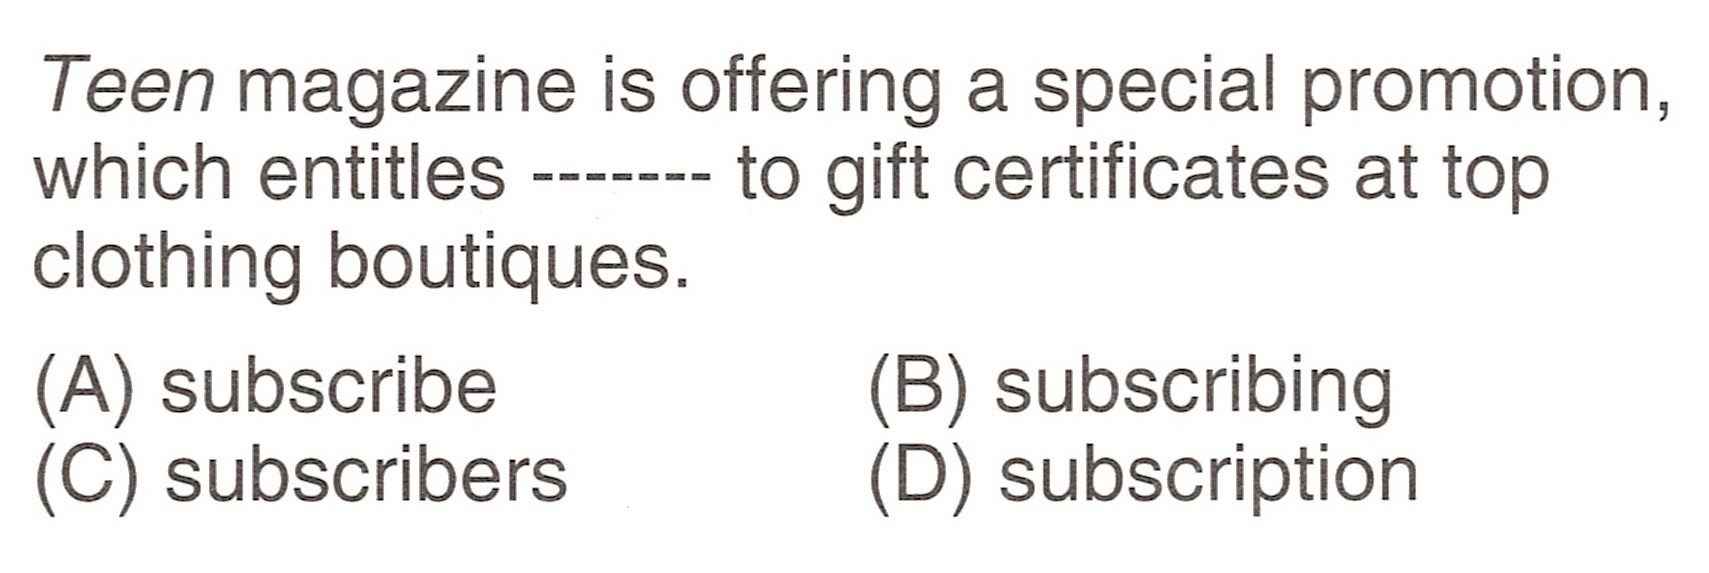 Teen magazine is offering a special promotion,
which entitles ------- to gift certificates at top
clothing boutiques.
(A) subscribe (B) subscribing
(C) subscribers (D) subscription